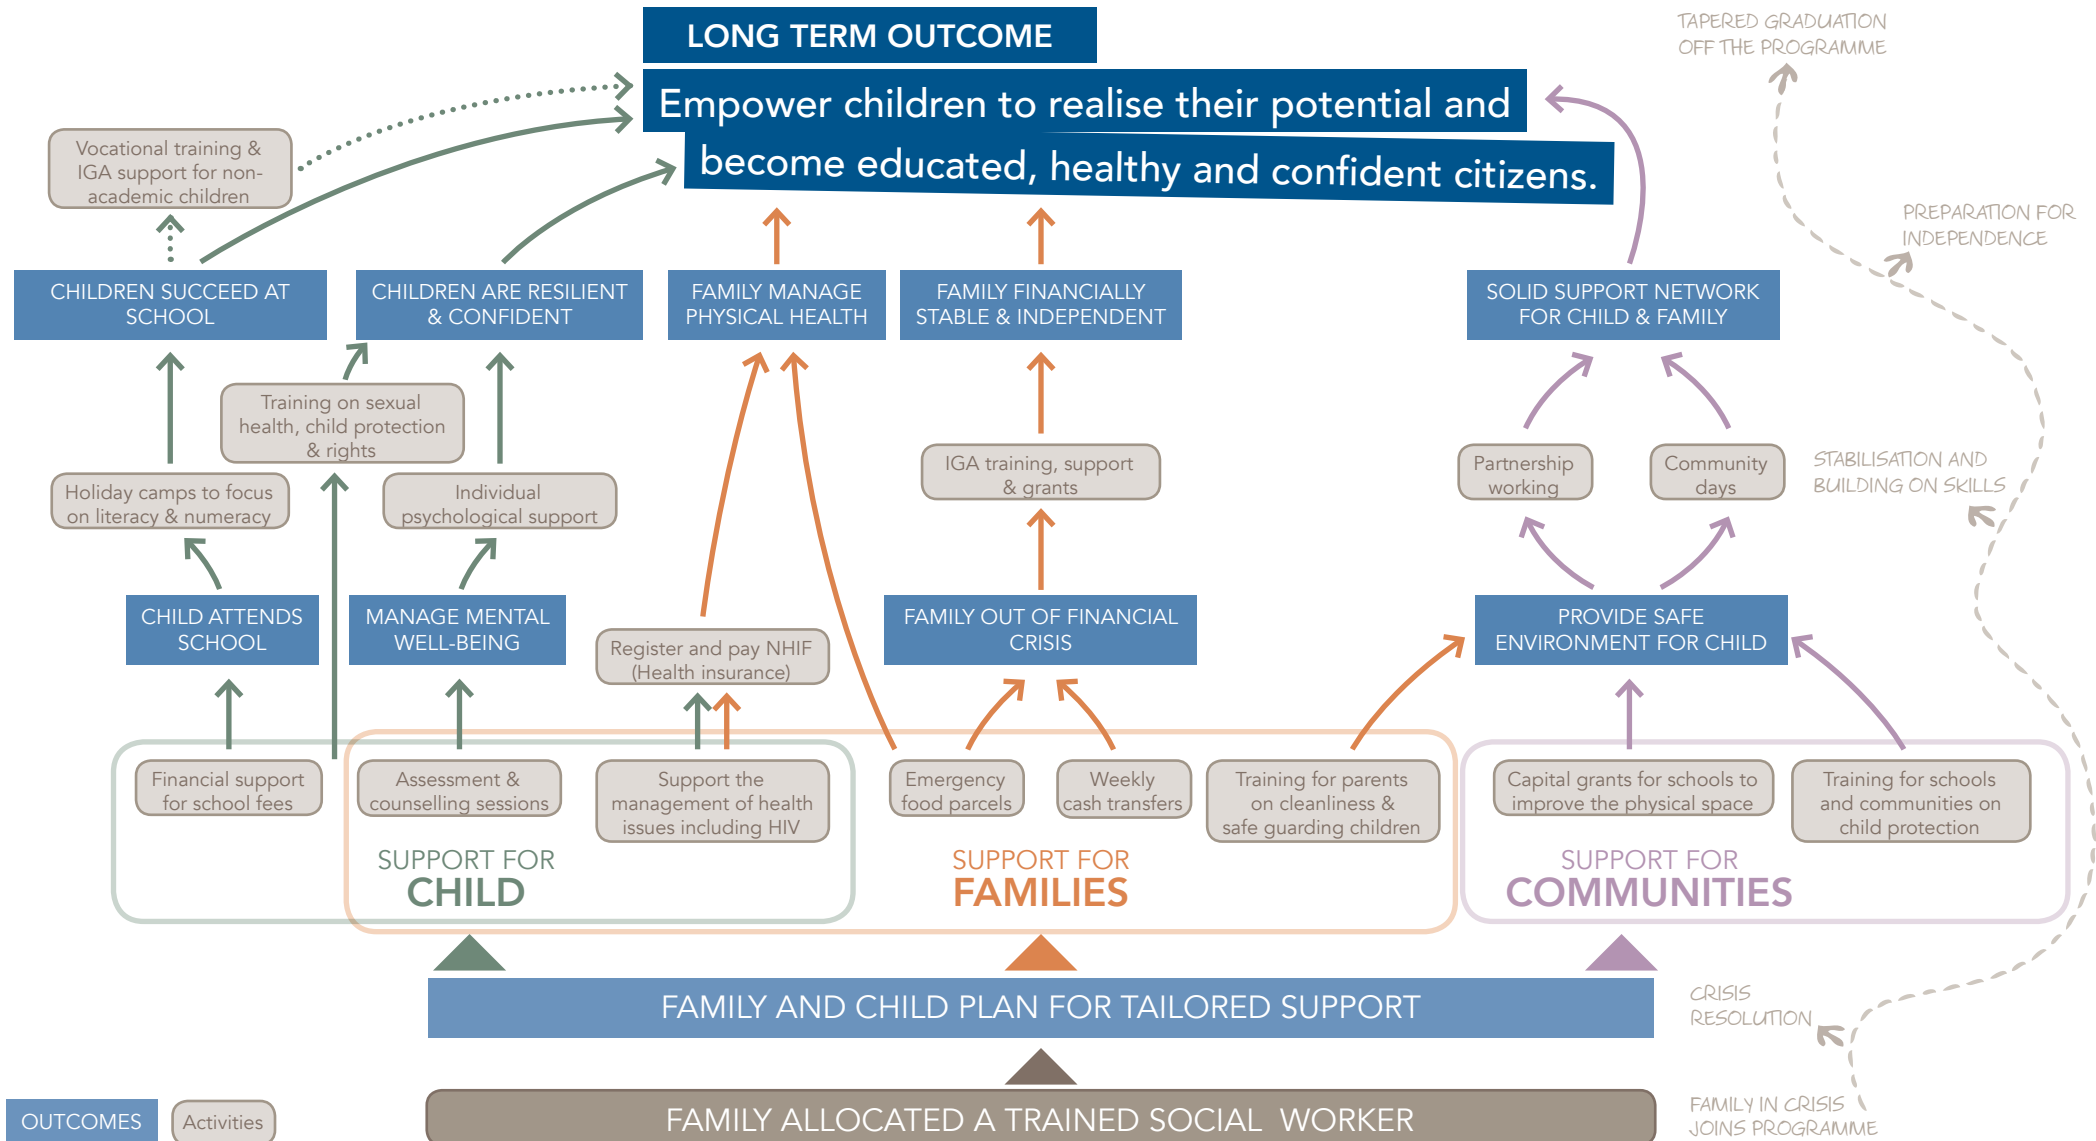 LONG TERM OUTCOME
Empower children to realise their potential and
become educated, healthy and confident citizens.
TAPERED GRADUATION
OFF THE PROGRAMME
Vocational training &
IGA support for non-
academic children
PREPARATION FOR
INDEPENDENCE
CHILDREN SUCCEED AT
SCHOOL
CHILDREN ARE RESILIENT
& CONFIDENT
FAMILY MANAGE
PHYSICAL HEALTH
FAMILY FINANCIALLY
STABLE & INDEPENDENT
SOLID SUPPORT NETWORK
FOR CHILD & FAMILY
Training on sexual
health, child protection
& rights
Holiday camps to focus
on literacy & numeracy
Individual
psychological support
IGA training, support
& grants
Partnership
working
Community
days
STABILISATION AND
BUILDING ON SKILLS
CHILD ATTENDS
SCHOOL
MANAGE MENTAL
WELL-BEING
Register and pay NHIF
(Health insurance)
FAMILY OUT OF FINANCIAL
CRISIS
PROVIDE SAFE
ENVIRONMENT FOR CHILD
Financial support
for school fees
Assessment &
counselling sessions
Support the
management of health
issues including HIV
Emergency
food parcels
Weekly
cash transfers
Training for parents
on cleanliness &
safe guarding children
Capital grants for schools to
improve the physical space
Training for schools
and communities on
child protection
SUPPORT FOR
CHILD
SUPPORT FOR
FAMILIES
SUPPORT FOR
COMMUNITIES
FAMILY AND CHILD PLAN FOR TAILORED SUPPORT
CRISIS
RESOLUTION
FAMILY ALLOCATED A TRAINED SOCIAL WORKER
FAMILY IN CRISIS
JOINS PROGRAMME
OUTCOMES
Activities